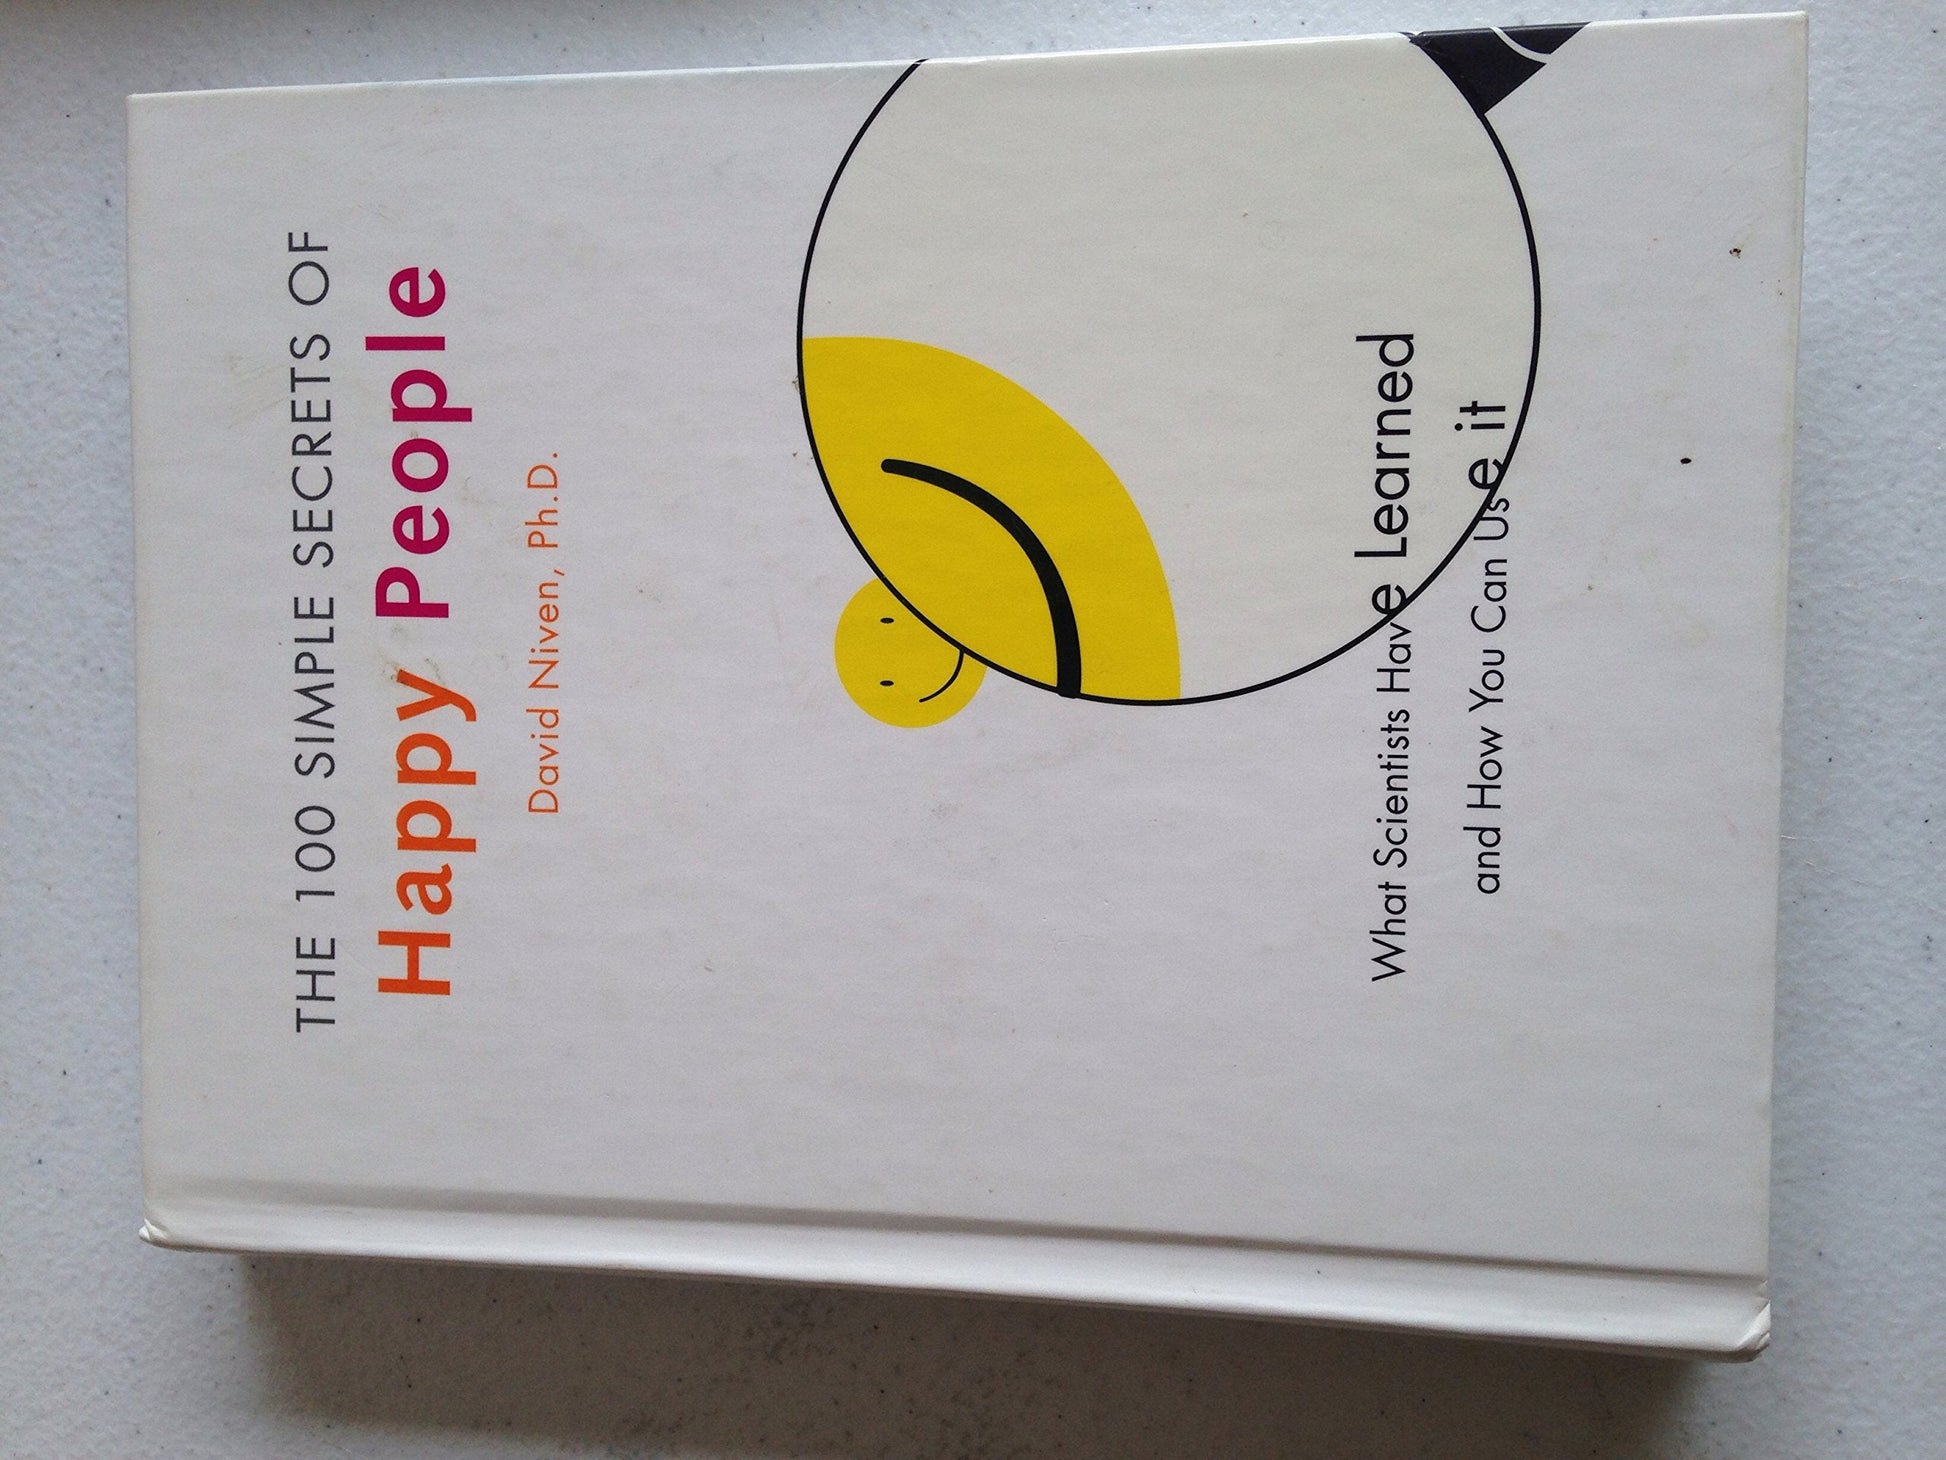 THE 100 SIMPLE SECRETS OF
Happy People
David Niven, Ph.D.
What Scientists Have Learned
and How You Can Use it